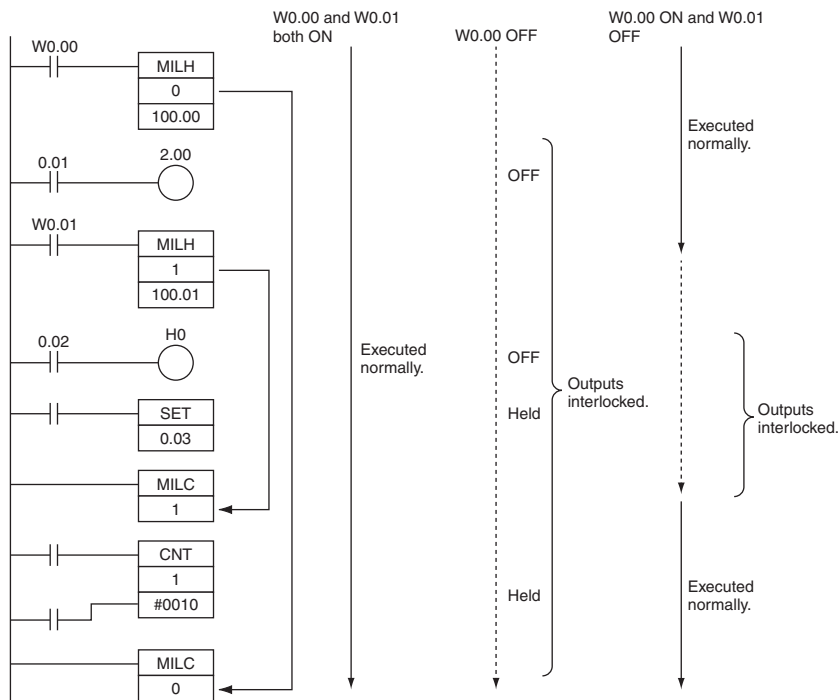 W0.00 and W0.01
both ON
W0.00 OFF
W0.00 ON and W0.01
OFF
W0.00
MILH
0
100.00
Executed
normally.
0.01
2.00
OFF
W0.01
MILH
1
100.01
0.02
H0
Executed
normally.
OFF
Outputs
interlocked.
Held
Outputs
interlocked.
SET
0.03
MILC
1
CNT
1
#0010
Held
Executed
normally.
MILC
0